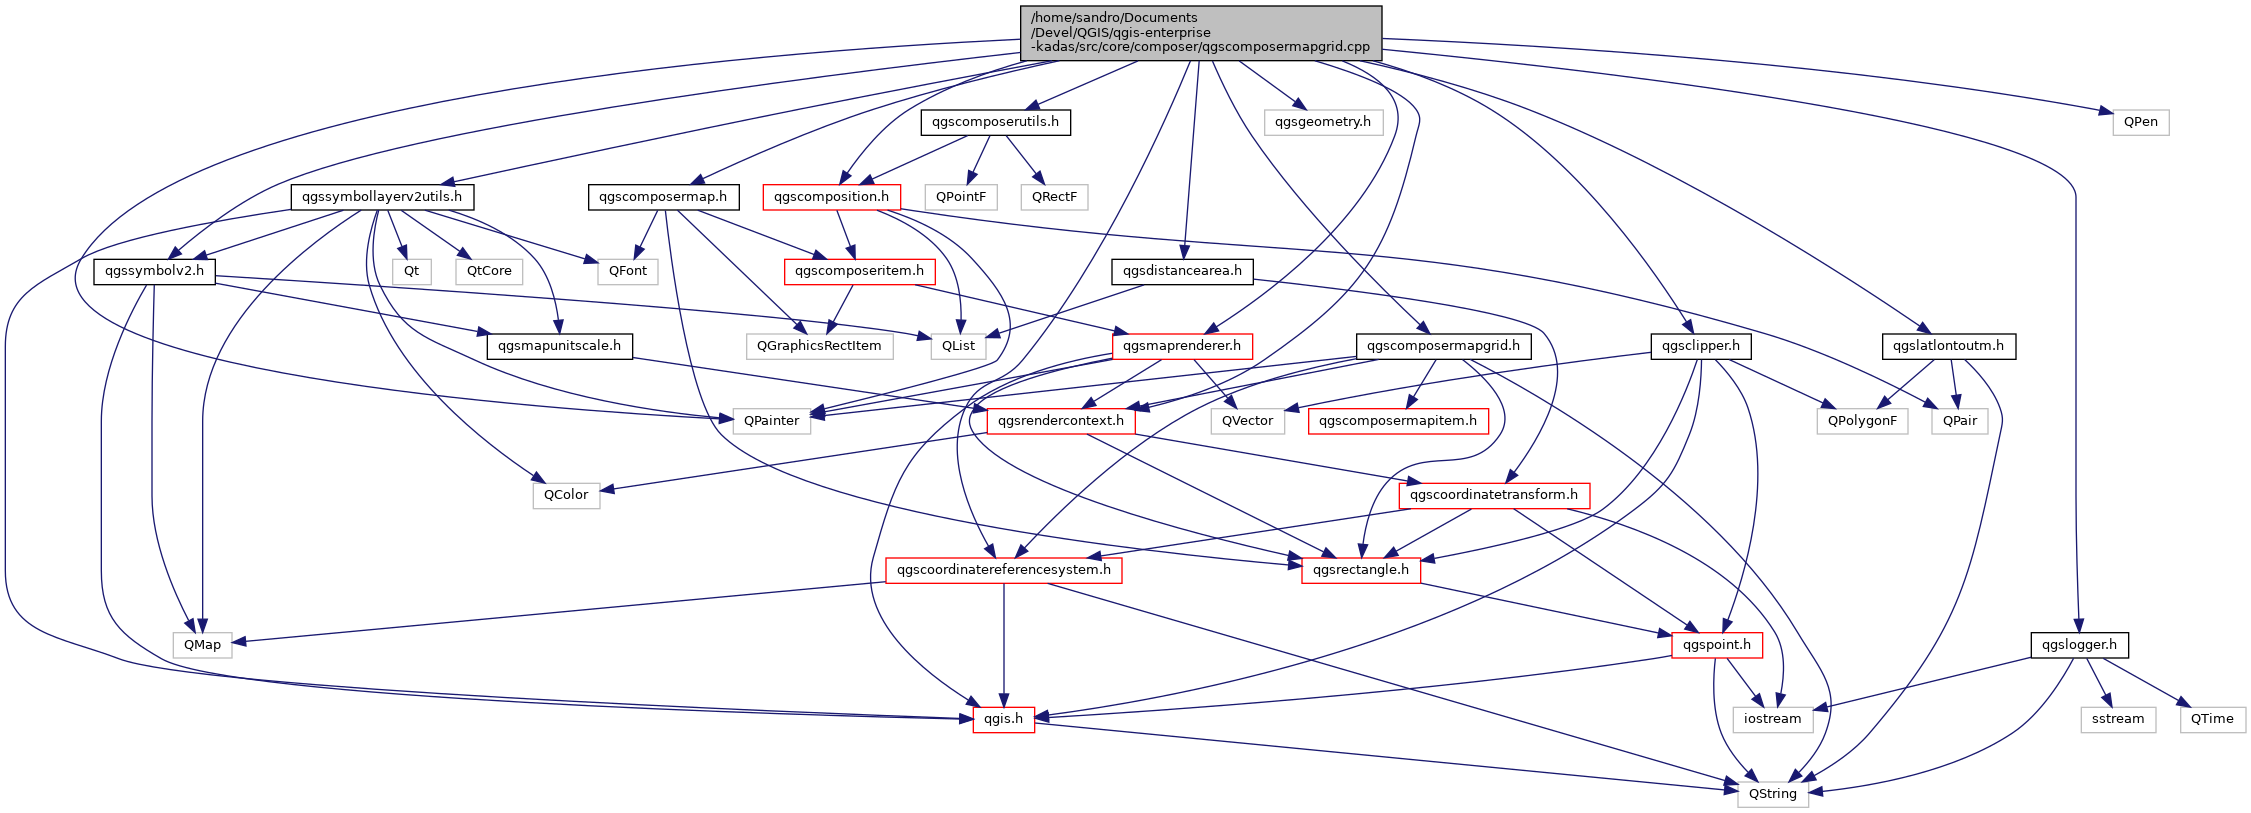 /home/sandro/Documents
/Devel/QGIS/qgis-enterprise
-kadas/src/core/composer/qgscomposermapgrid.cpp
qgscomposerutils.h
qgsgeometry.h
QPen
qgssymbollayerv2utils.h
qgscomposermap.h
qgscomposition.h
QPointF
QRectF
qgssymbolv2.h
Qt
QtCore
QFont
qgscomposeritem.h
qgsdistancearea.h
qgsmapunitscale.h
QGraphicsRectItem
QList
qgsmaprenderer.h
qgscomposermapgrid.h
qgsclipper.h
qgslatlontoutm.h
QPainter
qgsrendercontext.h
QVector
qgscomposermapitem.h
QPolygonF
QPair
QColor
qgscoordinatetransform.h
qgscoordinatereferencesystem.h
qgsrectangle.h
QMap
qgspoint.h
qgslogger.h
qgis.h
iostream
sstream
QTime
QString